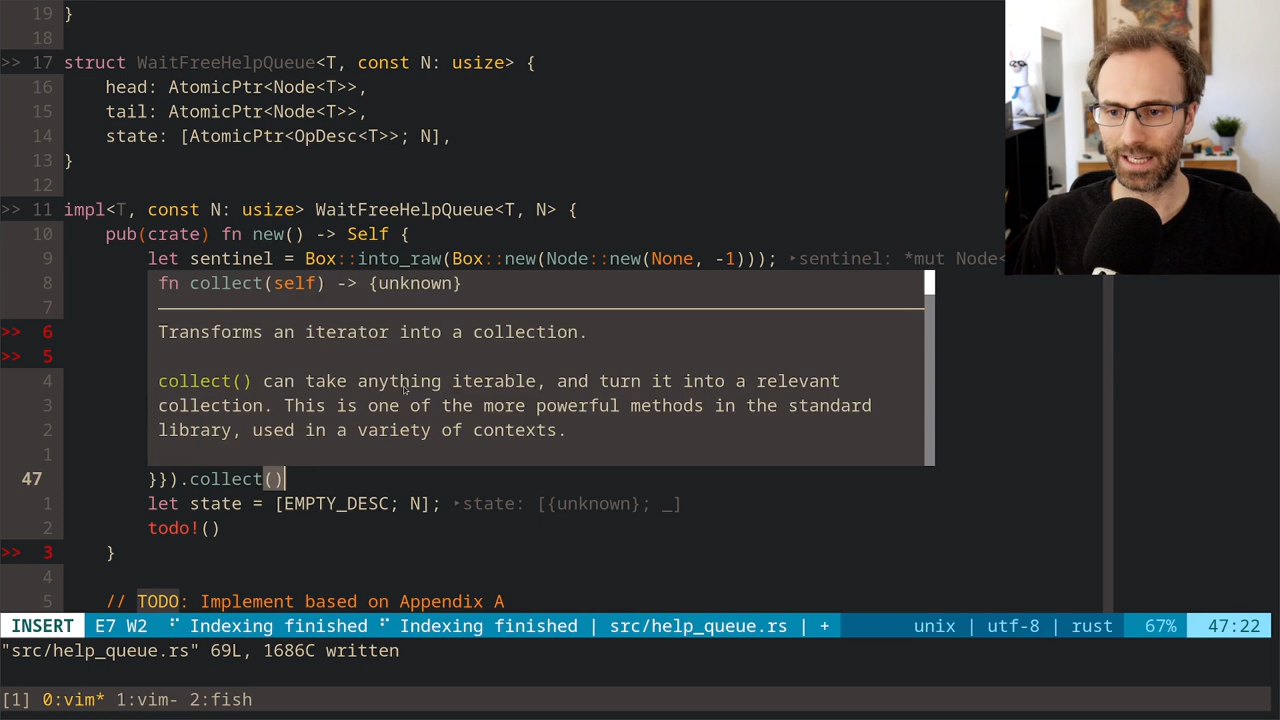 19 }
18
>> 17 struct WaitFreeHelpQueue<T, const N: usize> {
16 head: AtomicPtr<Node<T>>,
15 tail: AtomicPtr<Node<T>>,
14 state: [AtomicPtr<OpDesc<T>>; N],
13 }
12
>> 11 impl<T, const N: usize> WaitFreeHelpQueue<T, N> {
10 pub(crate) fn new() -> Self {
9 let sentinel = Box::into_raw(Box::new(Node::new(None, -1))); ‣sentinel: *mut Node<
8 fn collect(self) -> {unknown}
7
>> 6 Transforms an iterator into a collection.
>> 5
4 collect() can take anything iterable, and turn it into a relevant
3 collection. This is one of the more powerful methods in the standard
2 library, used in a variety of contexts.
1
47 }}).collect()
1 let state = [EMPTY_DESC; N]; ‣state: [{unknown}; _]
2 todo!()
>> 3 }
4
5 // TODO: Implement based on Appendix A
INSERT E7 W2 ⠋ Indexing finished ⠋ Indexing finished | src/help_queue.rs | + unix | utf-8 | rust 67% 47:22
"src/help_queue.rs" 69L, 1686C written
[1] 0:vim* 1:vim- 2:fish